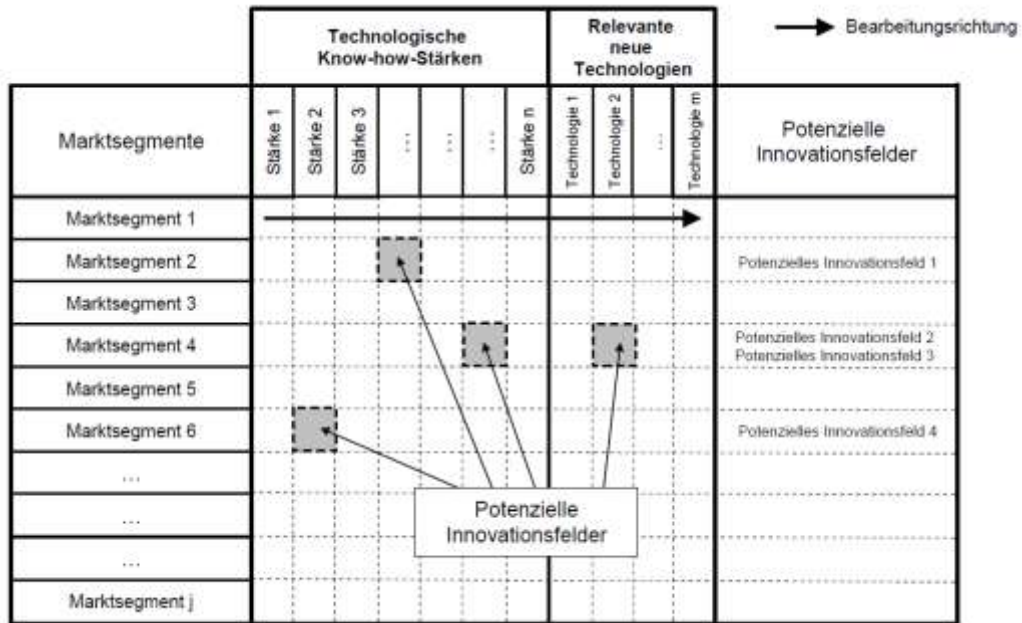 Technologische
Know-how-Stärken
Relevante
neue
Technologien
Bearbeitungsrichtung
Marktsegmente
Stärke 1
Stärke 2
Stärke 3
...
...
...
Stärke n
Technologie 1
Technologie 2
...
Technologie m
Potenzielle
Innovationsfelder
Marktsegment 1
Marktsegment 2
Potenzielles Innovationsfeld 1
Marktsegment 3
Marktsegment 4
Potenzielles Innovationsfeld 2
Potenzielles Innovationsfeld 3
Marktsegment 5
Marktsegment 6
Potenzielles Innovationsfeld 4
...
Potenzielle
Innovationsfelder
...
...
Marktsegment j